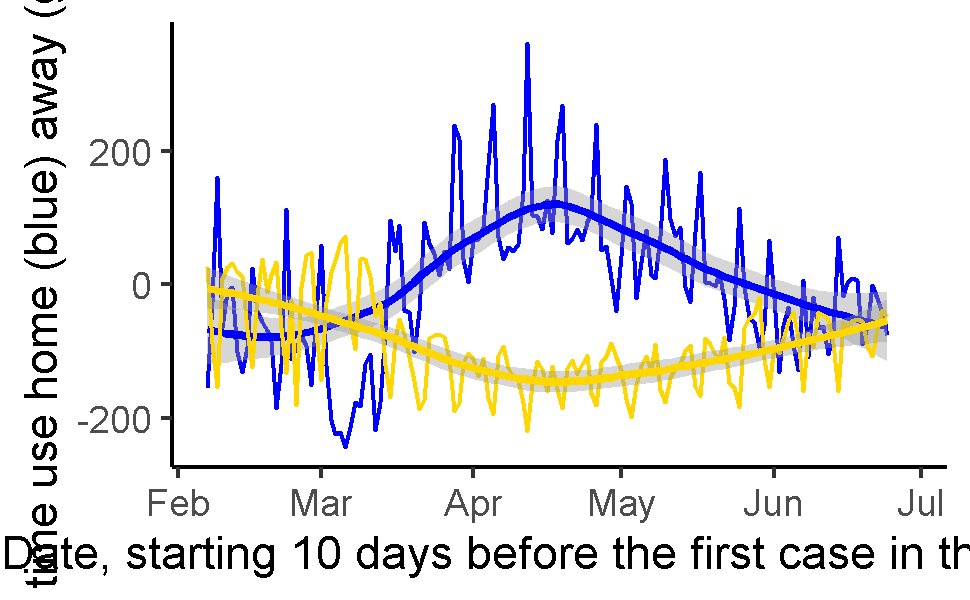 time use home (blue) away (g
200
0
-200
Feb Mar Apr May Jun Jul
Date, starting 10 days before the first case in th